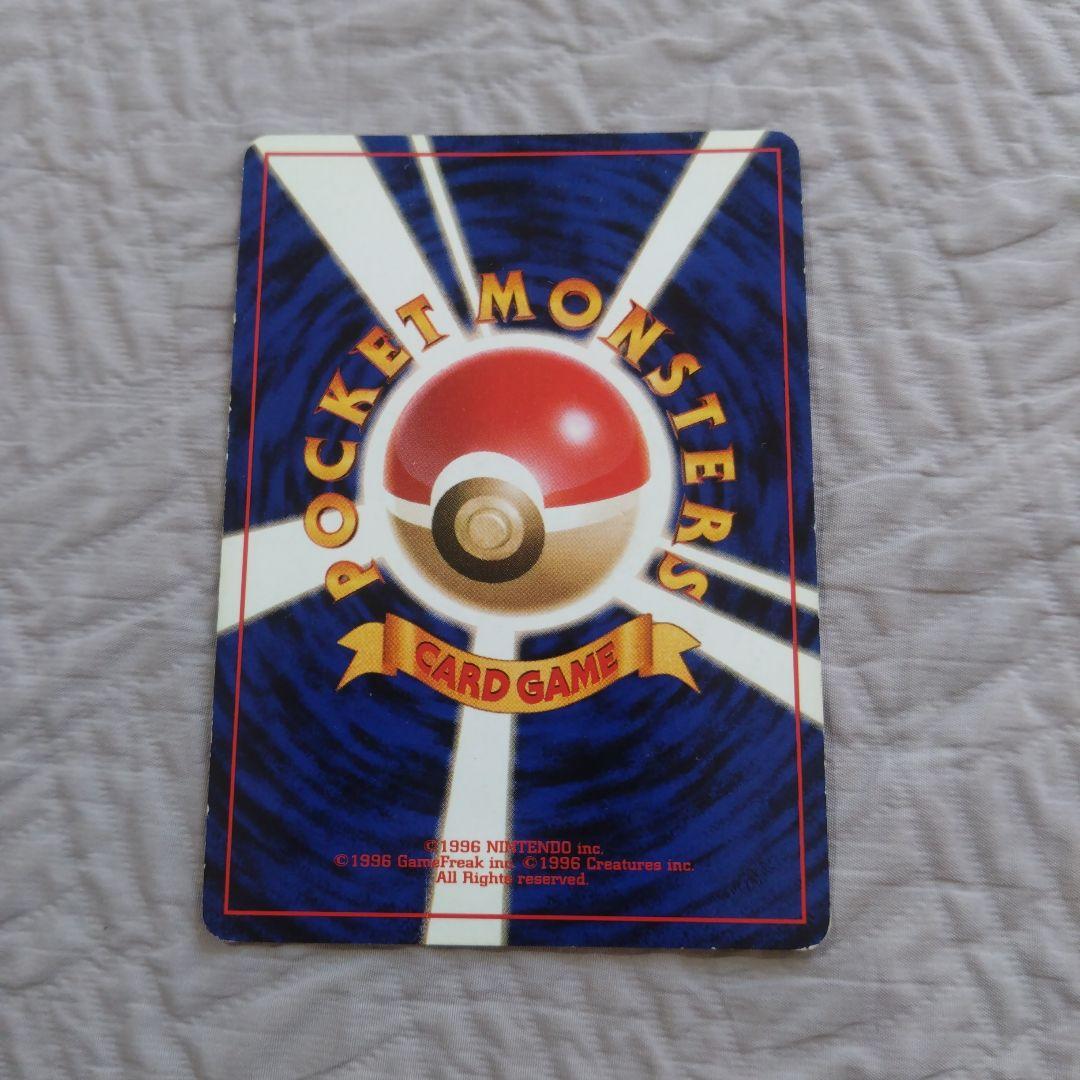 POCKET MONSTERS
CARD GAME
©1996 NINTENDO inc.
©1996 GameFreak inc. ©1996 Creatures inc.
All Rights reserved.